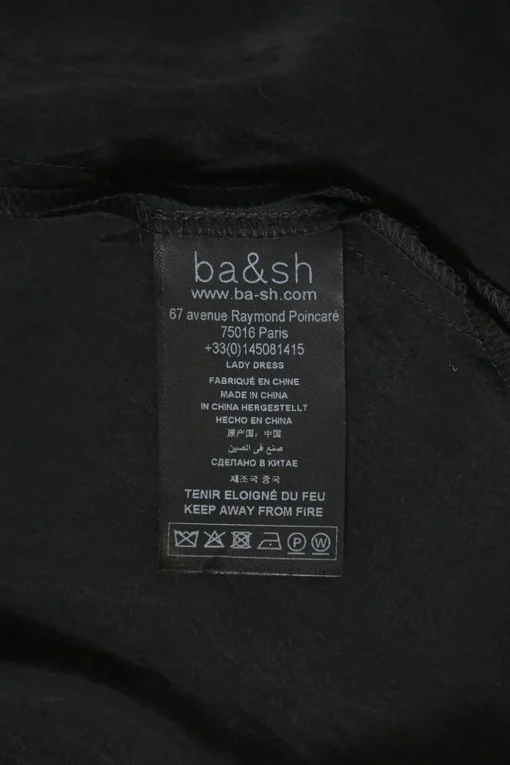 ba&sh
www.ba-sh.com
67 avenue Raymond Poincaré
75016 Paris
+33(0)145081415
LADY DRESS
FABRIQUÉ EN CHINE
MADE IN CHINA
IN CHINA HERGESTELLT
HECHO EN CHINA
原产国：中国
صنع في الصين
СДЕЛАНО В КИТАЕ
제조국 중국
TENIR ELOIGNÉ DU FEU
KEEP AWAY FROM FIRE
P W